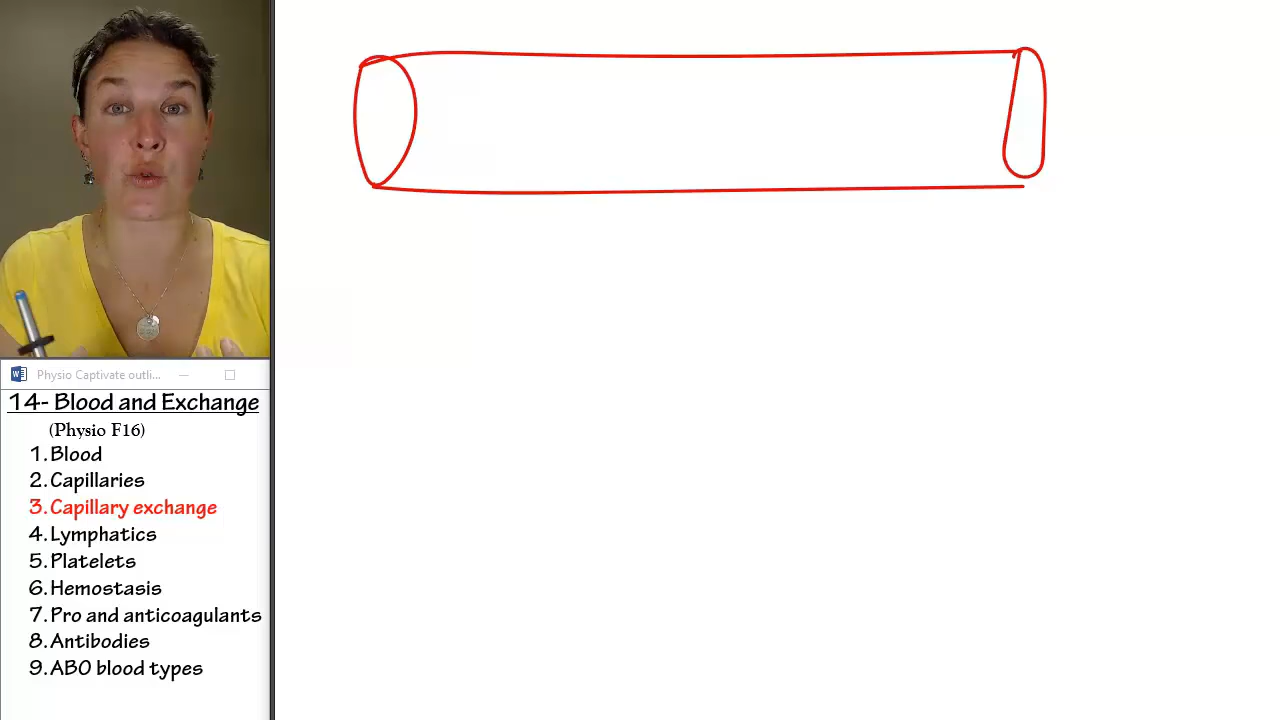 Physio Captivate outli...
14- Blood and Exchange
(Physio F16)
1. Blood
2. Capillaries
3. Capillary exchange
4. Lymphatics
5. Platelets
6. Hemostasis
7. Pro and anticoagulants
8. Antibodies
9. ABO blood types